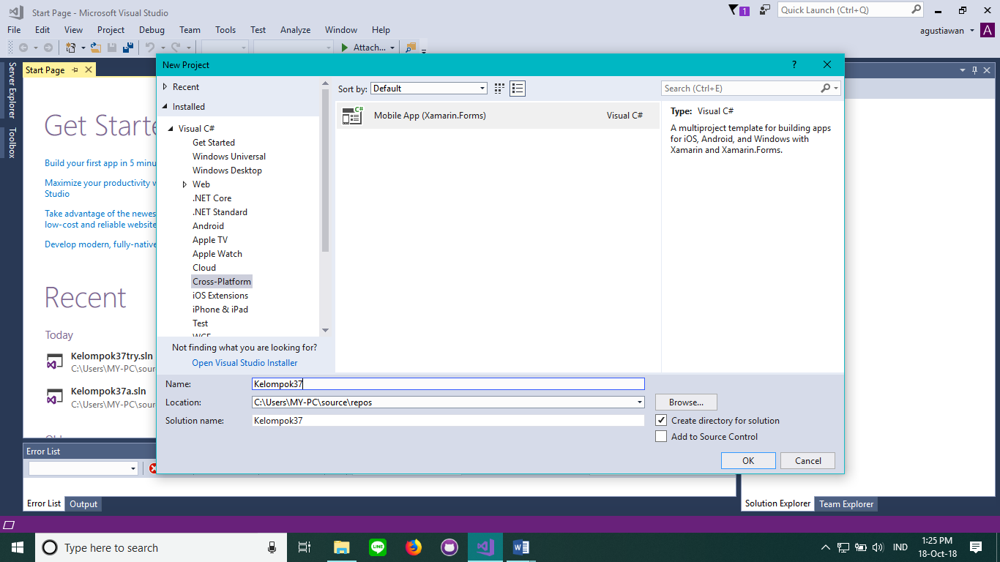 Start Page - Microsoft Visual Studio
1
Quick Launch (Ctrl+Q)
File Edit View Project Debug Team Tools Test Analyze Window Help
agustiawan A
Attach...
Server Explorer
Toolbox
Start Page
Get Starte
Build your first app in 5 minu
Maximize your productivity w
Studio
Take advantage of the newes
low-cost and reliable website
Develop modern, fully-native
Recent
Today
Kelompok37try.sln
C:\Users\MY-PC\sour
Kelompok37a.sln
C:\Users\MY-PC\sour
New Project
?
Recent
Installed
Visual C#
Get Started
Windows Universal
Windows Desktop
Web
.NET Core
.NET Standard
Android
Apple TV
Apple Watch
Cloud
Cross-Platform
iOS Extensions
iPhone & iPad
Test
WCF
Not finding what you are looking for?
Open Visual Studio Installer
Sort by: Default
Search (Ctrl+E)
C#
Mobile App (Xamarin.Forms) Visual C#
Type: Visual C#
A multiproject template for building apps
for iOS, Android, and Windows with
Xamarin and Xamarin.Forms.
Name: Kelompok37
Location: C:\Users\MY-PC\source\repos
Browse...
Solution name: Kelompok37
Create directory for solution
Add to Source Control
OK Cancel
Error List
Error List Output
Solution Explorer Team Explorer
Type here to search
LINE
IND
1:25 PM
18-Oct-18